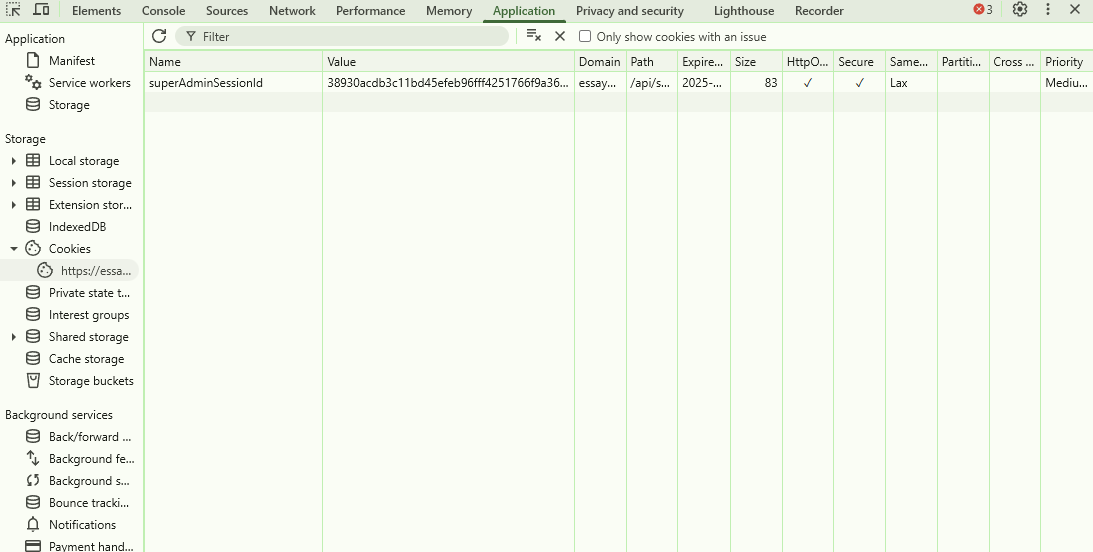 Elements Console Sources Network Performance Memory Application Privacy and security Lighthouse Recorder 3
Application
Manifest
Service workers
Storage
Storage
Local storage
Session storage
Extension stor...
IndexedDB
Cookies
https://essa...
Private state t...
Interest groups
Shared storage
Cache storage
Storage buckets
Background services
Back/forward ...
Background fe...
Background s...
Bounce tracki...
Notifications
Payment hand...
Filter Only show cookies with an issue
Name Value Domain Path Expire... Size HttpO... Secure Same... Partiti... Cross ... Priority
superAdminSessionId 38930acdb3c11bd45efeb96fff4251766f9a36... essay... /api/s... 2025-... 83 ✓ ✓ Lax Mediu...